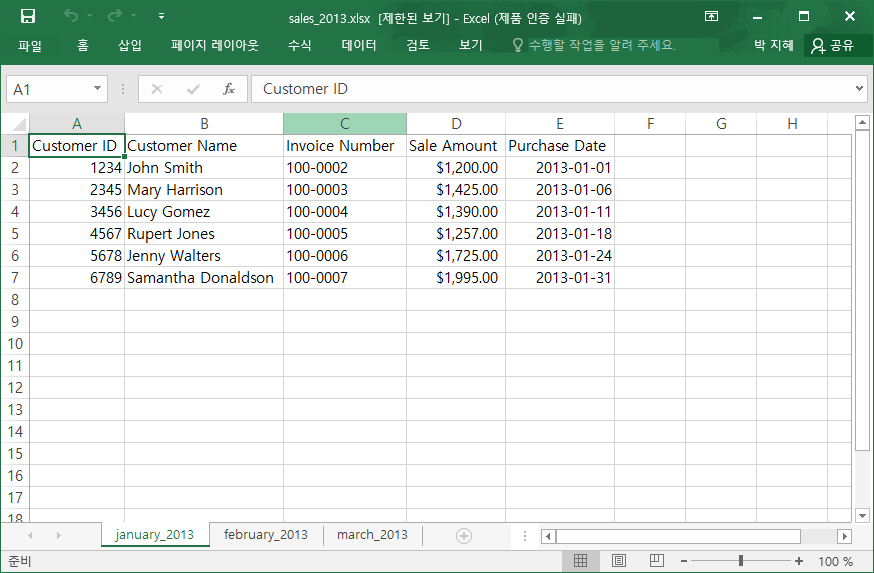 sales_2013.xlsx [제한된 보기] - Excel (제품 인증 실패)
파일 홈 삽입 페이지 레이아웃 수식 데이터 검토 보기 수행할 작업을 알려 주세요. 박 지혜 공유
A1 fx Customer ID
A B C D E F G H
1 Customer ID Customer Name Invoice Number Sale Amount Purchase Date
2 1234 John Smith 100-0002 $1,200.00 2013-01-01
3 2345 Mary Harrison 100-0003 $1,425.00 2013-01-06
4 3456 Lucy Gomez 100-0004 $1,390.00 2013-01-11
5 4567 Rupert Jones 100-0005 $1,257.00 2013-01-18
6 5678 Jenny Walters 100-0006 $1,725.00 2013-01-24
7 6789 Samantha Donaldson 100-0007 $1,995.00 2013-01-31
8
9
10
11
12
13
14
15
16
17
18
january_2013 february_2013 march_2013
준비 100 %